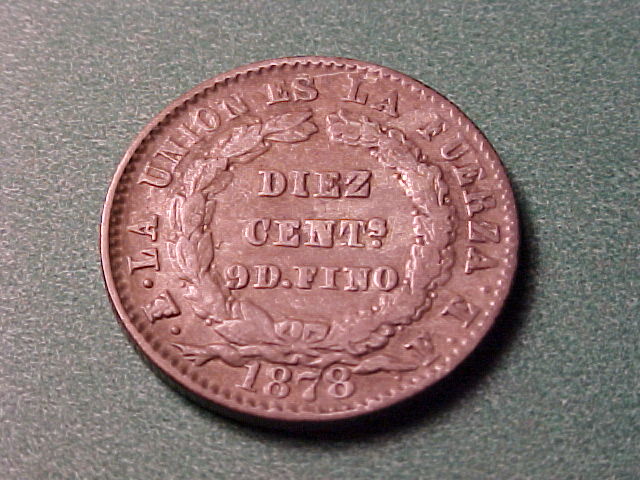 LA UNION ES LA FUERZA
DIEZ
CENTS
9D.FINO
1878